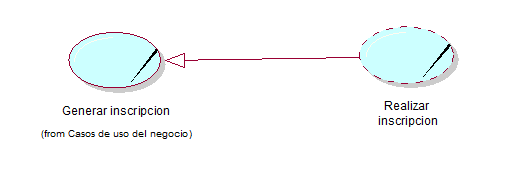 Generar inscripcion
(from Casos de uso del negocio)
Realizar
inscripcion